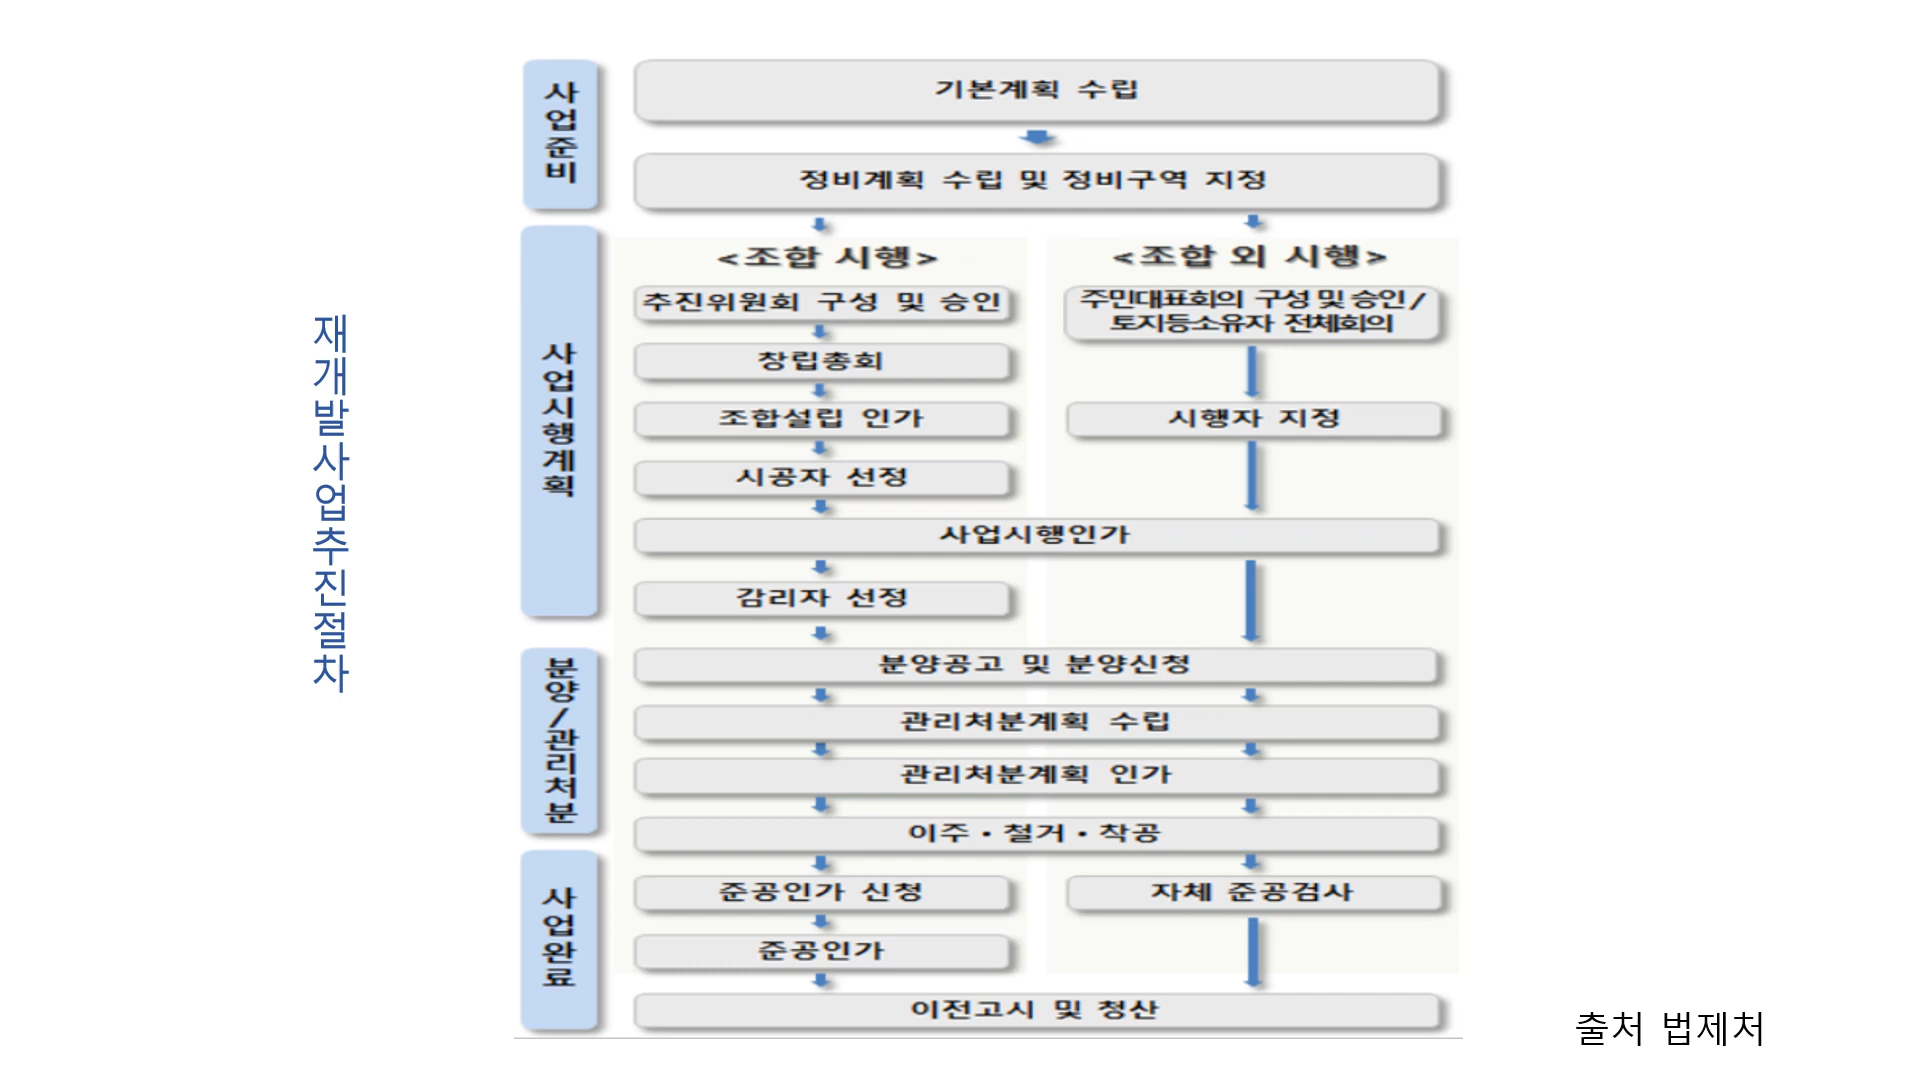 재개발사업추진절차
사업준비
기본계획 수립
정비계획 수립 및 정비구역 지정
사업시행계획
<조합 시행>
<조합 외 시행>
추진위원회 구성 및 승인
주민대표회의 구성 및 승인 /
토지등소유자 전체회의
창립총회
조합설립 인가
시행자 지정
시공자 선정
사업시행인가
감리자 선정
분양/관리처분
분양공고 및 분양신청
관리처분계획 수립
관리처분계획 인가
이주・철거・착공
사업완료
준공인가 신청
자체 준공검사
준공인가
이전고시 및 청산
출처 법제처